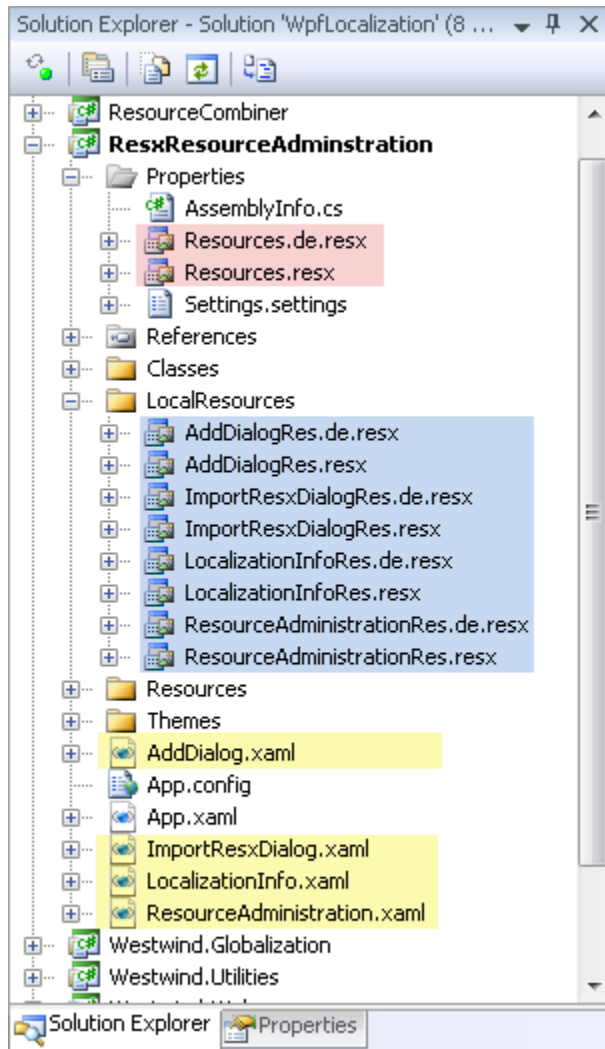 Solution Explorer - Solution 'WpfLocalization' (8 ...
ResourceCombiner
ResxResourceAdminstration
Properties
AssemblyInfo.cs
Resources.de.resx
Resources.resx
Settings.settings
References
Classes
LocalResources
AddDialogRes.de.resx
AddDialogRes.resx
ImportResxDialogRes.de.resx
ImportResxDialogRes.resx
LocalizationInfoRes.de.resx
LocalizationInfoRes.resx
ResourceAdministrationRes.de.resx
ResourceAdministrationRes.resx
Resources
Themes
AddDialog.xaml
App.config
App.xaml
ImportResxDialog.xaml
LocalizationInfo.xaml
ResourceAdministration.xaml
Westwind.Globalization
Westwind.Utilities
Solution Explorer Properties